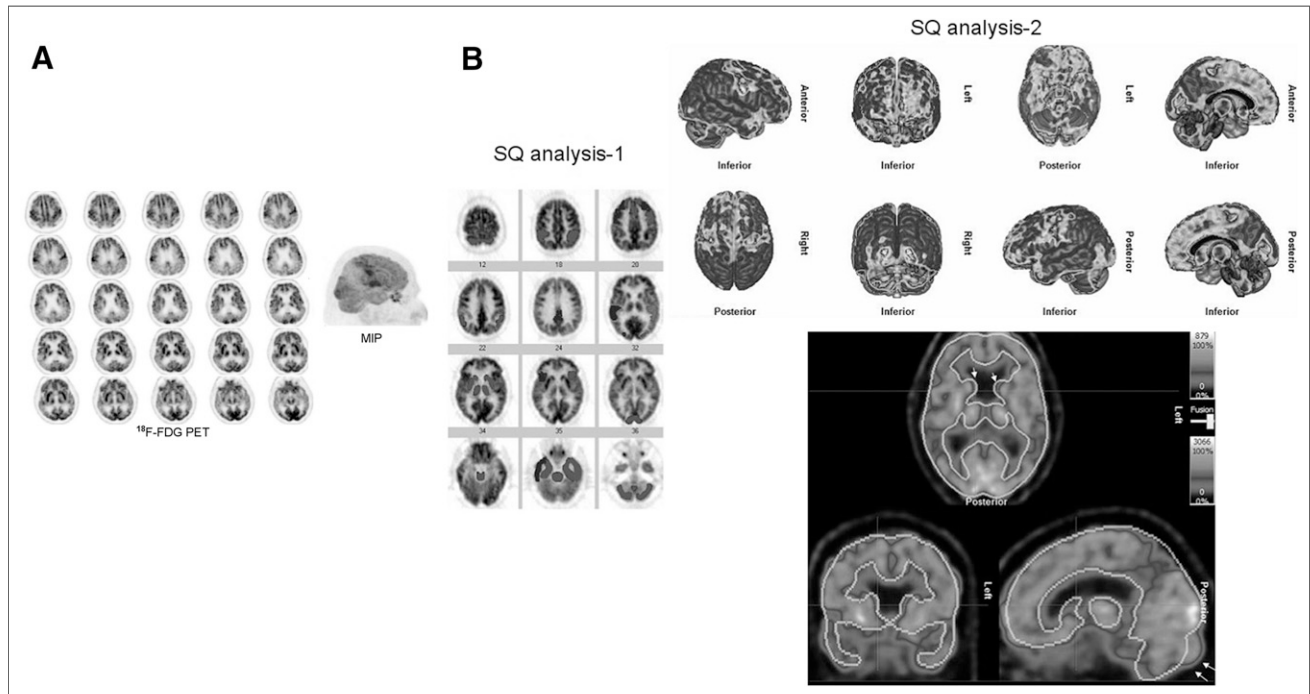 A
B
SQ analysis-2
SQ analysis-1
Anterior
Left
Left
Anterior
Inferior
Inferior
Posterior
Inferior
Right
Right
Posterior
Posterior
Posterior
Inferior
Inferior
Inferior
MIP
18F-FDG PET
12
18
20
22
24
32
34
35
36
879
100%
0
0%
Left
Fusion
3066
100%
0
0%
Posterior
Left
Posterior